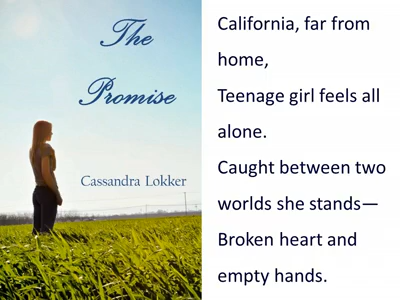 The
Promise
Cassandra Lokker
California, far from
home,
Teenage girl feels all
alone.
Caught between two
worlds she stands—
Broken heart and
empty hands.